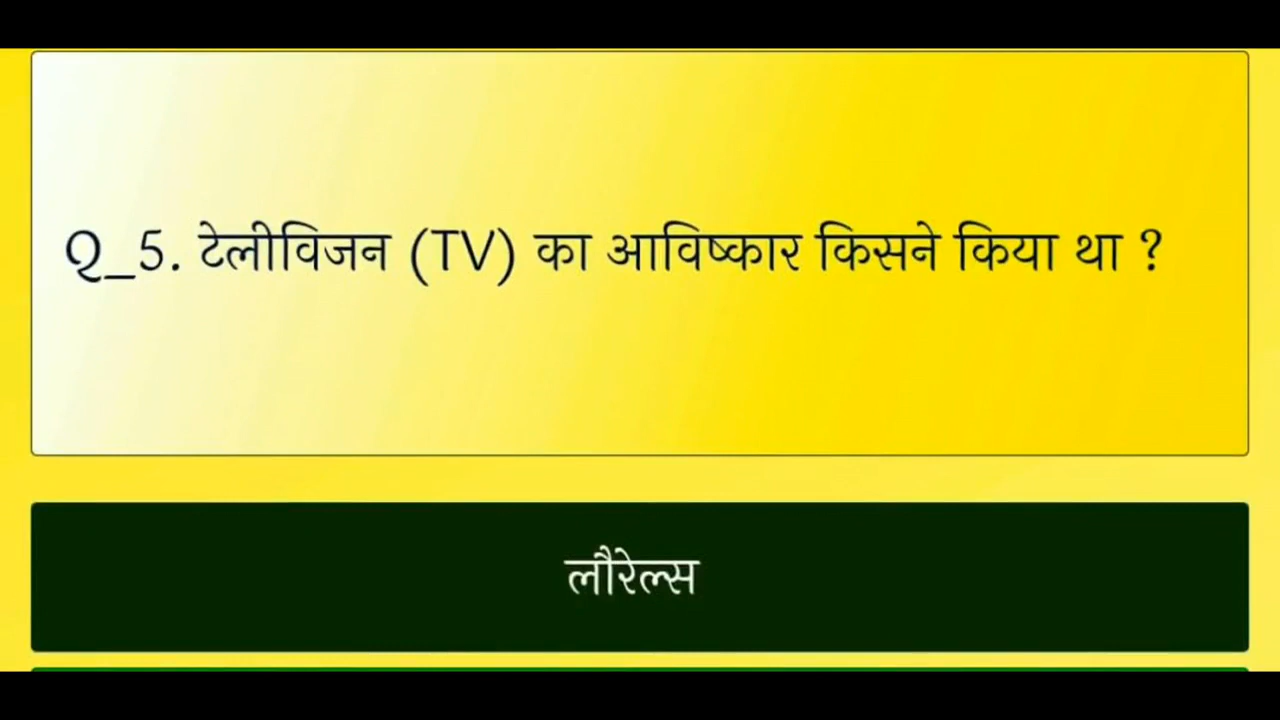 Q_5. टेलीविजन (TV) का आविष्कार किसने किया था ?
लौरेल्स